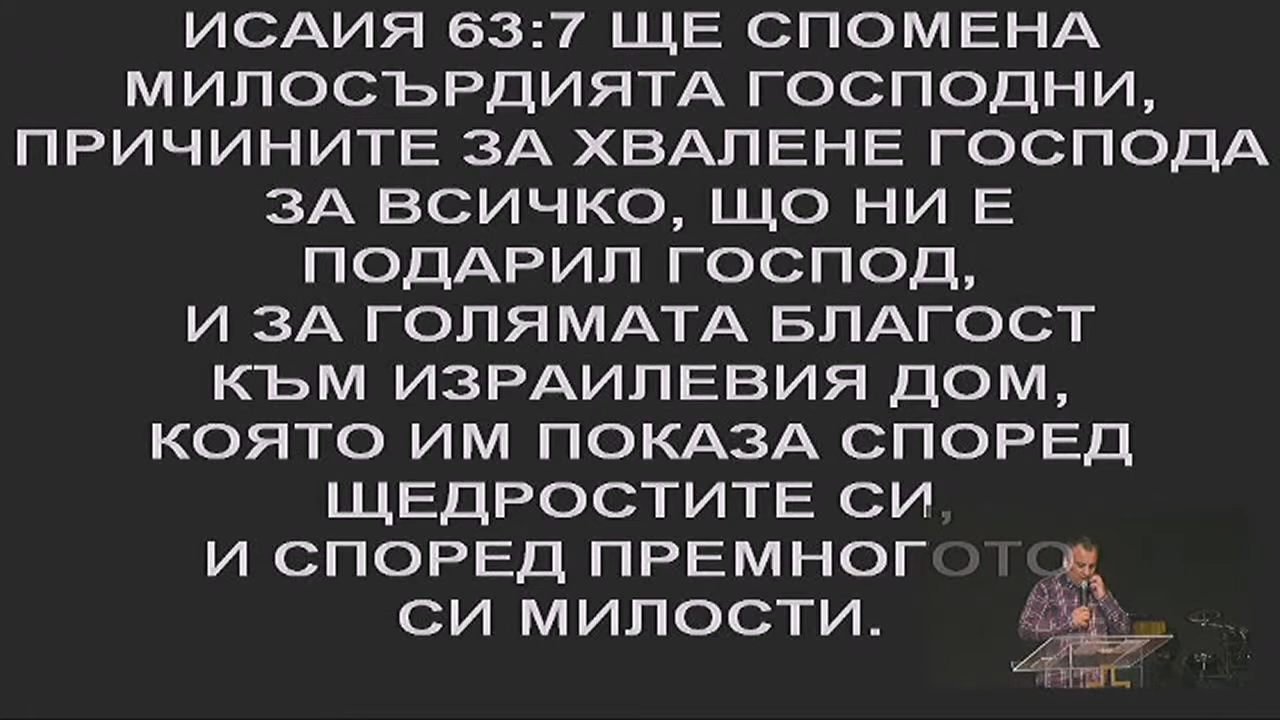 ИСАИЯ 63:7 ЩЕ СПОМЕНА
МИЛОСЪРДИЯТА ГОСПОДНИ,
ПРИЧИНИТЕ ЗА ХВАЛЕНЕ ГОСПОДА
ЗА ВСИЧКО, ЩО НИ Е
ПОДАРИЛ ГОСПОД,
И ЗА ГОЛЯМАТА БЛАГОСТ
КЪМ ИЗРАИЛЕВИЯ ДОМ,
КОЯТО ИМ ПОКАЗА СПОРЕД
ЩЕДРОСТИТЕ СИ,
И СПОРЕД ПРЕМНОГОТО
СИ МИЛОСТИ.